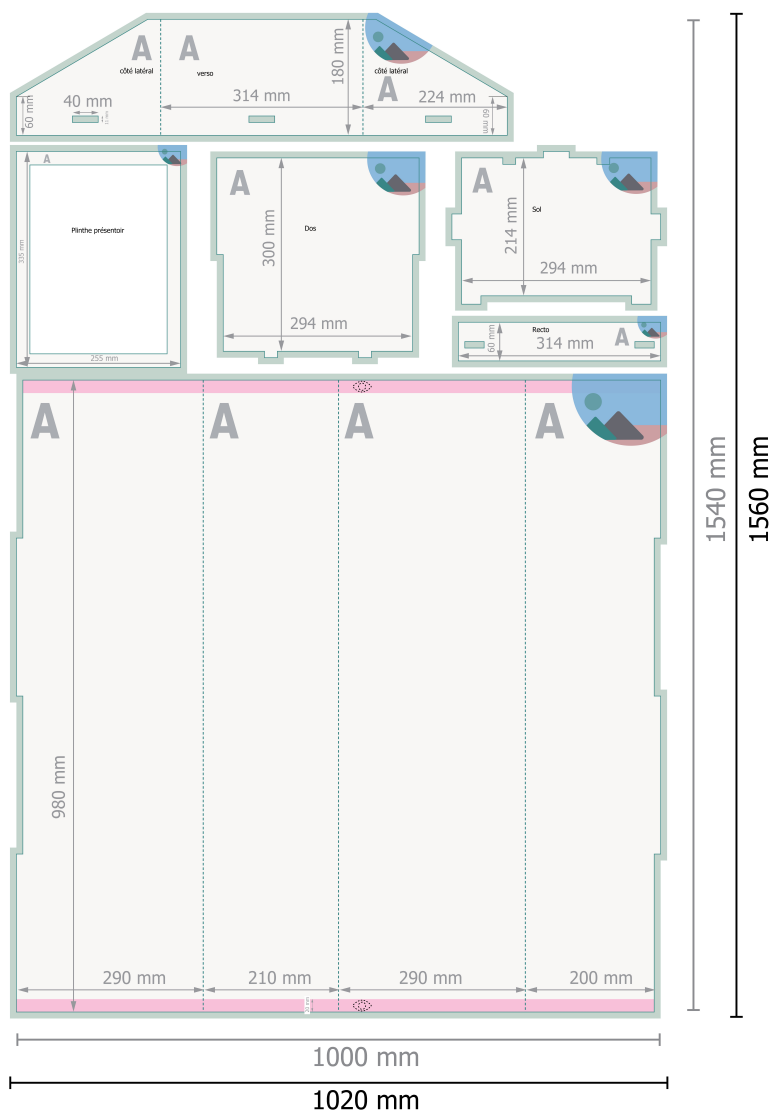 A
A
côté latéral
verso
côté latéral
A
180 mm
40 mm
314 mm
224 mm
60 mm
60 mm
A
Plinthe présentoir
335 mm
255 mm
A
Dos
300 mm
294 mm
A
Sol
214 mm
294 mm
Recto
A
60 mm
314 mm
A
A
A
A
980 mm
290 mm
210 mm
290 mm
200 mm
1540 mm
1560 mm
1000 mm
1020 mm